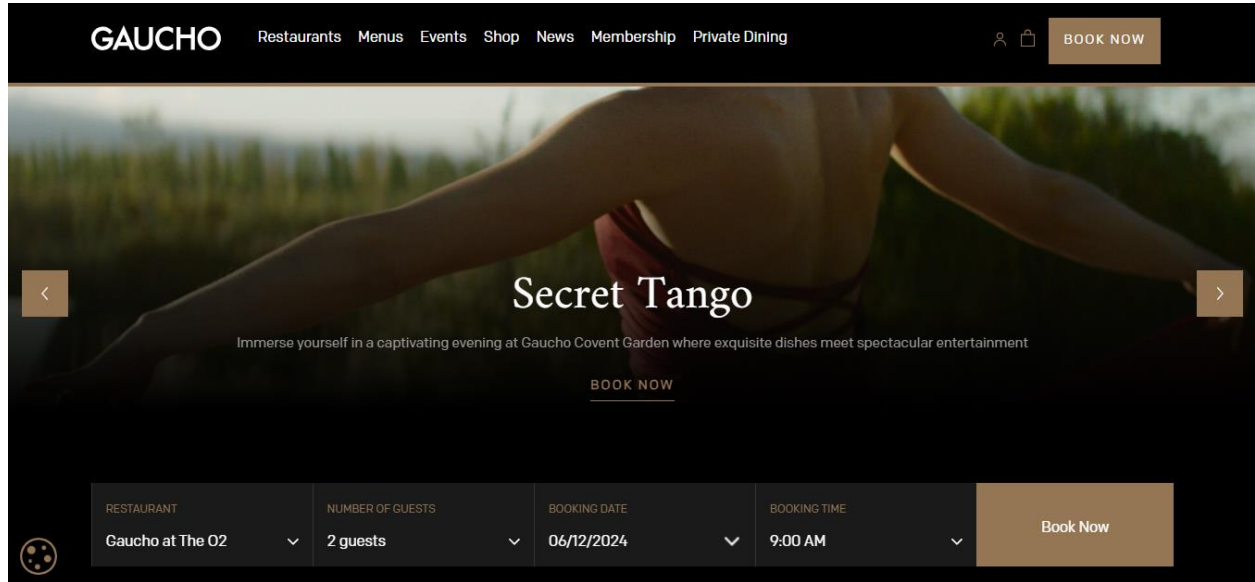 GAUCHO
Restaurants Menus Events Shop News Membership Private Dining
BOOK NOW
Secret Tango
Immerse yourself in a captivating evening at Gaucho Covent Garden where exquisite dishes meet spectacular entertainment
BOOK NOW
RESTAURANT
Gaucho at The O2
NUMBER OF GUESTS
2 guests
BOOKING DATE
06/12/2024
BOOKING TIME
9:00 AM
Book Now